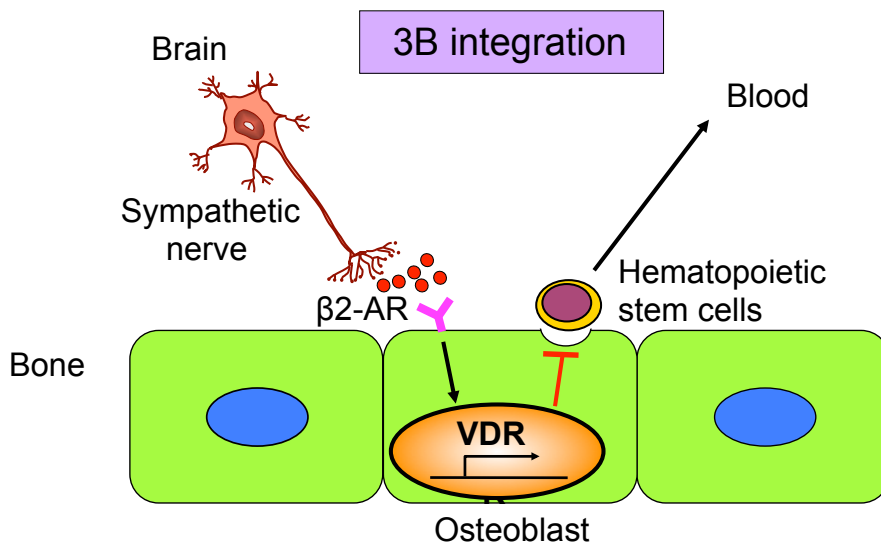 3B integration
Brain
Blood
Sympathetic
nerve
Hematopoietic
stem cells
β2-AR
Bone
VDR
Osteoblast